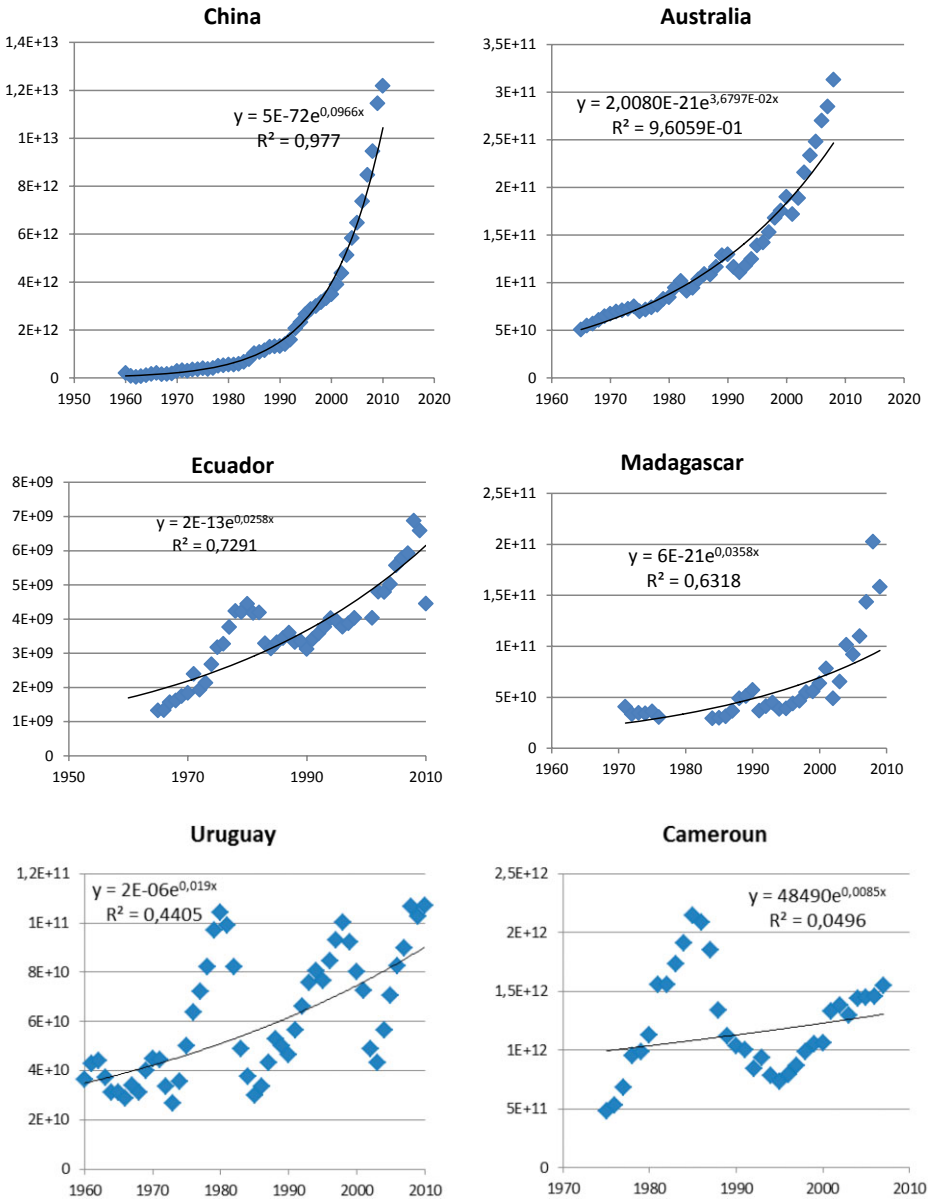 China
1,4E+13
1,2E+13
1E+13
8E+12
6E+12
4E+12
2E+12
0
1950 1960 1970 1980 1990 2000 2010 2020
y = 5E-72e^0,0966x
R² = 0,977
Australia
3,5E+11
3E+11
2,5E+11
2E+11
1,5E+11
1E+11
5E+10
0
1960 1970 1980 1990 2000 2010 2020
y = 2,0080E-21e^3,6797E-02x
R² = 9,6059E-01
Ecuador
8E+09
7E+09
6E+09
5E+09
4E+09
3E+09
2E+09
1E+09
0
1950 1970 1990 2010
y = 2E-13e^0,0258x
R² = 0,7291
Madagascar
2,5E+11
2E+11
1,5E+11
1E+11
5E+10
0
1960 1970 1980 1990 2000 2010
y = 6E-21e^0,0358x
R² = 0,6318
Uruguay
1,2E+11
1E+11
8E+10
6E+10
4E+10
2E+10
0
1960 1970 1980 1990 2000 2010
y = 2E-06e^0,019x
R² = 0,4405
Cameroun
2,5E+12
2E+12
1,5E+12
1E+12
5E+11
0
1970 1980 1990 2000 2010
y = 48490e^0,0085x
R² = 0,0496